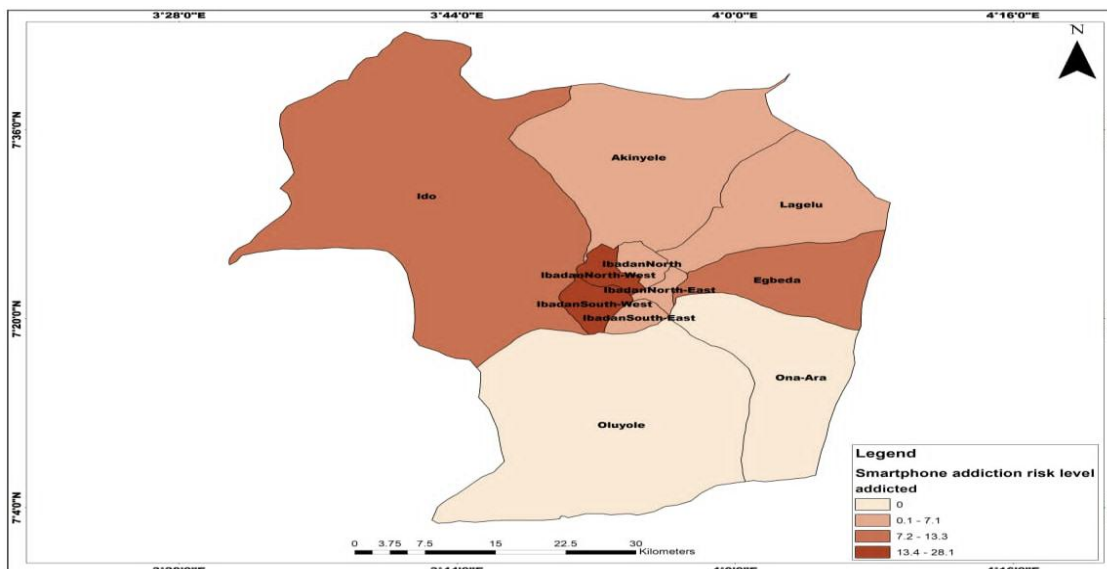 3°28'0"E 3°44'0"E 4°0'0"E 4°16'0"E
N
7°36'0"N
Akinyele
Ido
Lagelu
IbadanNorth
IbadanNorth-West
Egbeda
IbadanNorth-East
IbadanSouth-West
7°20'0"N
IbadanSouth-East
Ona-Ara
Oluyole
Legend
Smartphone addiction risk level
addicted
0
0.1 - 7.1
7.2 - 13.3
13.4 - 28.1
7°4'0"N
0 3.75 7.5 15 22.5 30
Kilometers